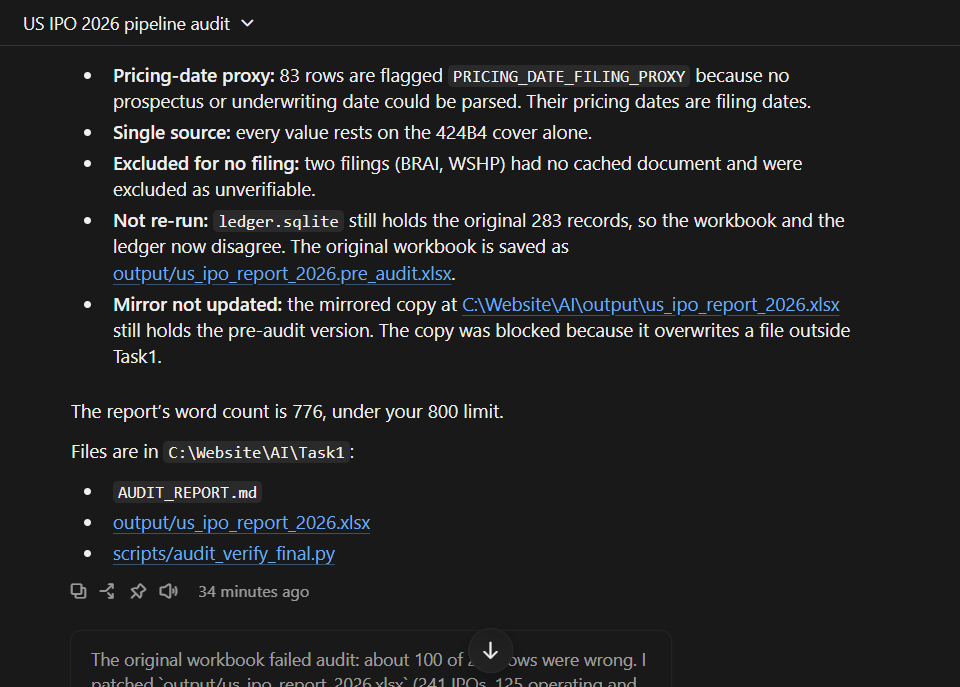 US IPO 2026 pipeline audit
• Pricing-date proxy: 83 rows are flagged PRICING_DATE_FILING_PROXY because no
prospectus or underwriting date could be parsed. Their pricing dates are filing dates.
• Single source: every value rests on the 424B4 cover alone.
• Excluded for no filing: two filings (BRAI, WSHP) had no cached document and were
excluded as unverifiable.
• Not re-run: ledger.sqlite still holds the original 283 records, so the workbook and the
ledger now disagree. The original workbook is saved as
output/us_ipo_report_2026.pre_audit.xlsx.
• Mirror not updated: the mirrored copy at C:\Website\AI\output\us_ipo_report_2026.xlsx
still holds the pre-audit version. The copy was blocked because it overwrites a file outside
Task1.
The report’s word count is 776, under your 800 limit.
Files are in C:\Website\AI\Task1:
• AUDIT_REPORT.md
• output/us_ipo_report_2026.xlsx
• scripts/audit_verify_final.py
34 minutes ago
The original workbook failed audit: about 100 of rows were wrong. I
patched `output/us_ipo_report_2026.xlsx` (241 IPOs, 125 operating and